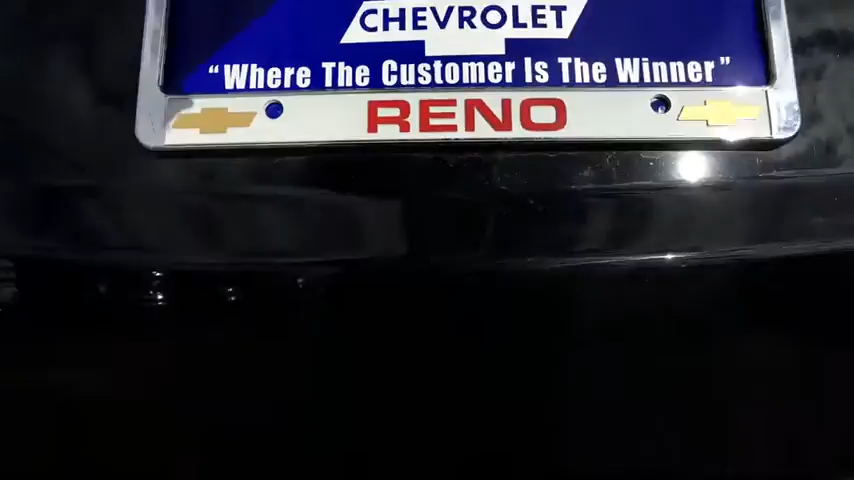 CHEVROLET
“Where The Customer Is The Winner”
RENO